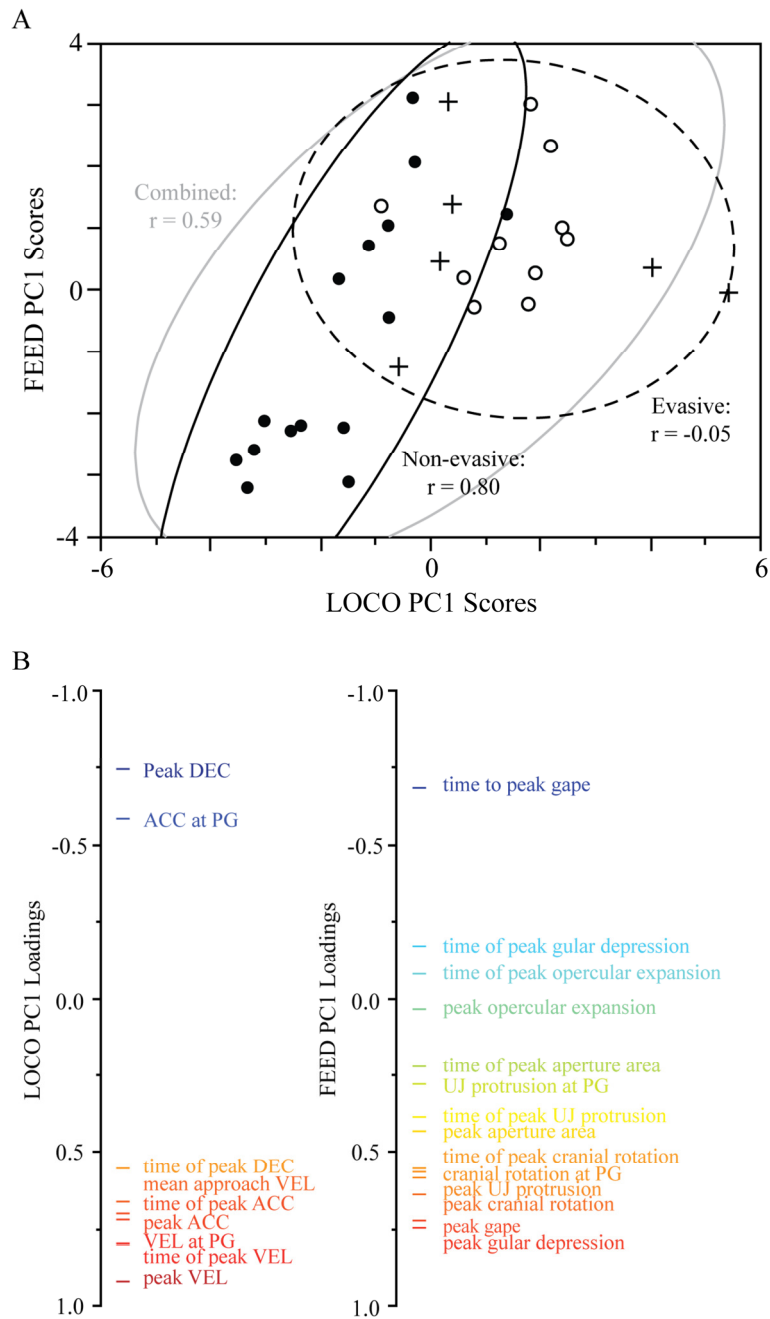 A
4
Combined:
r = 0.59
FEED PC1 Scores
0
Evasive:
r = -0.05
Non-evasive:
r = 0.80
-4
-6
0
6
LOCO PC1 Scores
B
LOCO PC1 Loadings
-1.0
-0.5
0.0
0.5
1.0
Peak DEC
ACC at PG
time of peak DEC
mean approach VEL
time of peak ACC
peak ACC
VEL at PG
time of peak VEL
peak VEL
FEED PC1 Loadings
-1.0
-0.5
0.0
0.5
1.0
time to peak gape
time of peak gular depression
time of peak opercular expansion
peak opercular expansion
time of peak aperture area
UJ protrusion at PG
time of peak UJ protrusion
peak aperture area
time of peak cranial rotation
cranial rotation at PG
peak UJ protrusion
peak cranial rotation
peak gape
peak gular depression